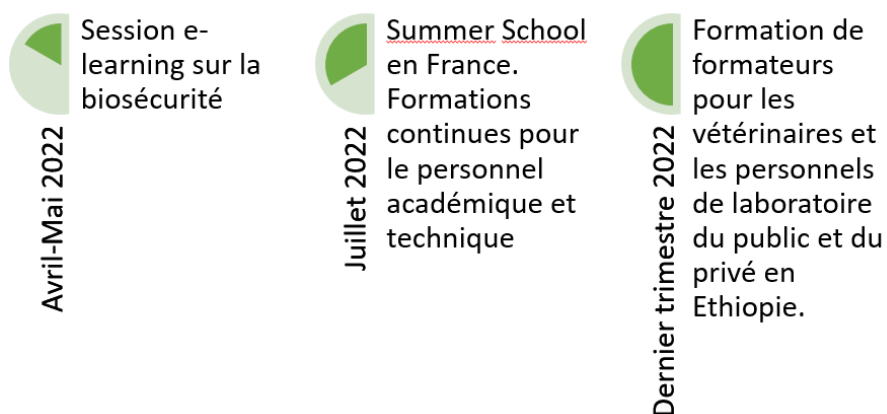 Session e-
learning sur la
biosécurité
Avril-Mai 2022
Summer School
en France.
Formations
continues pour
le personnel
académique et
technique
Juillet 2022
Formation de
formateurs
pour les
vétérinaires et
les personnels
de laboratoire
du public et du
privé en
Ethiopie.
Dernier trimestre 2022